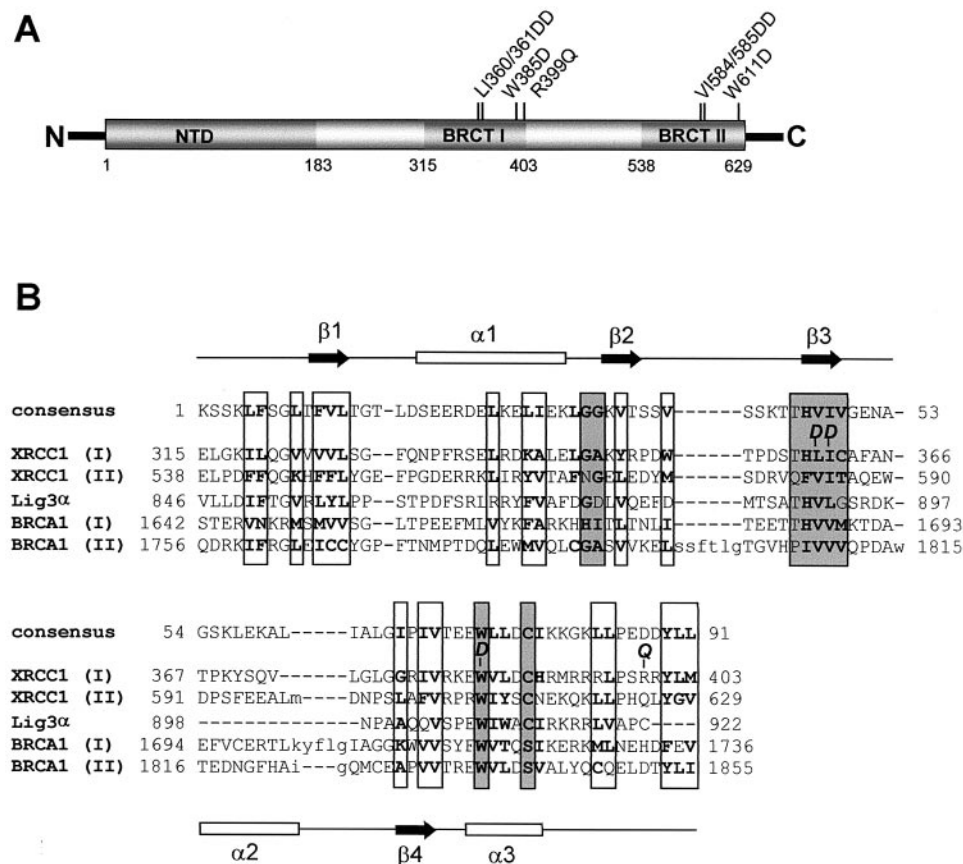 A
LI360/361DD
W385D
R399Q
VI584/585DD
W611D
N NTD BRCT I BRCT II C
1 183 315 403 538 629
B
β1 α1 β2 β3
consensus 1 KSSKLFSGLTFVLTGT-LDSEERDELKELIEKLGGKVTSSV------SSKTTHVIVGENA- 53
DD
XRCC1 (I) 315 ELGKILQGVVVVLSG-FQNPFRSELRDKALELGAKYRPDW------TPDSTHLICAFAN- 366
XRCC1 (II) 538 ELPDFFQGKHFFLYGE-FPGDERRKLIRYVTAFNGELEDYM------SDRVQFVITAQEW- 590
Lig3α 846 VLLDIFTGVRLYLPP--STPDFSRLRRYFVAFDGDLVQEFD------MTSATHVLGSRDK- 897
BRCA1 (I) 1642 STERVNKRMSMVVSG-LTPEEFMLVYKFARKHHITLTNLI------TEETTHVVMKTDA- 1693
BRCA1 (II) 1756 QDRKIFRGLEICCYGP-FTNMPTDQLEWMVQLCGASVVKELssftlgTGVHPIVVVQPDAw 1815
consensus 54 GSKLEKAL-----IALGIPIVTEEWLLDCIKKGKLLPEDDYLL 91
D Q
XRCC1 (I) 367 TPKYSQV------LGLGGRIVRKEWVLDCHRMRRRLPSRRYLM 403
XRCC1 (II) 591 DPSFEEALm----DNPSLAFVRPRWIYSCNEKQKLLPHQLYGV 629
Lig3α 898 ---------------NPAAQQVSPEWIWACIRKRRLVAPC---- 922
BRCA1 (I) 1694 EFVCERTLkyflgIAGGKWVVSYFWVTQSIKERKMLNEHDFEV 1736
BRCA1 (II) 1816 TEDNGFHAi---gQMCEAPVVTREWVLDSVALYQCQELDTYLI 1855
α2 β4 α3